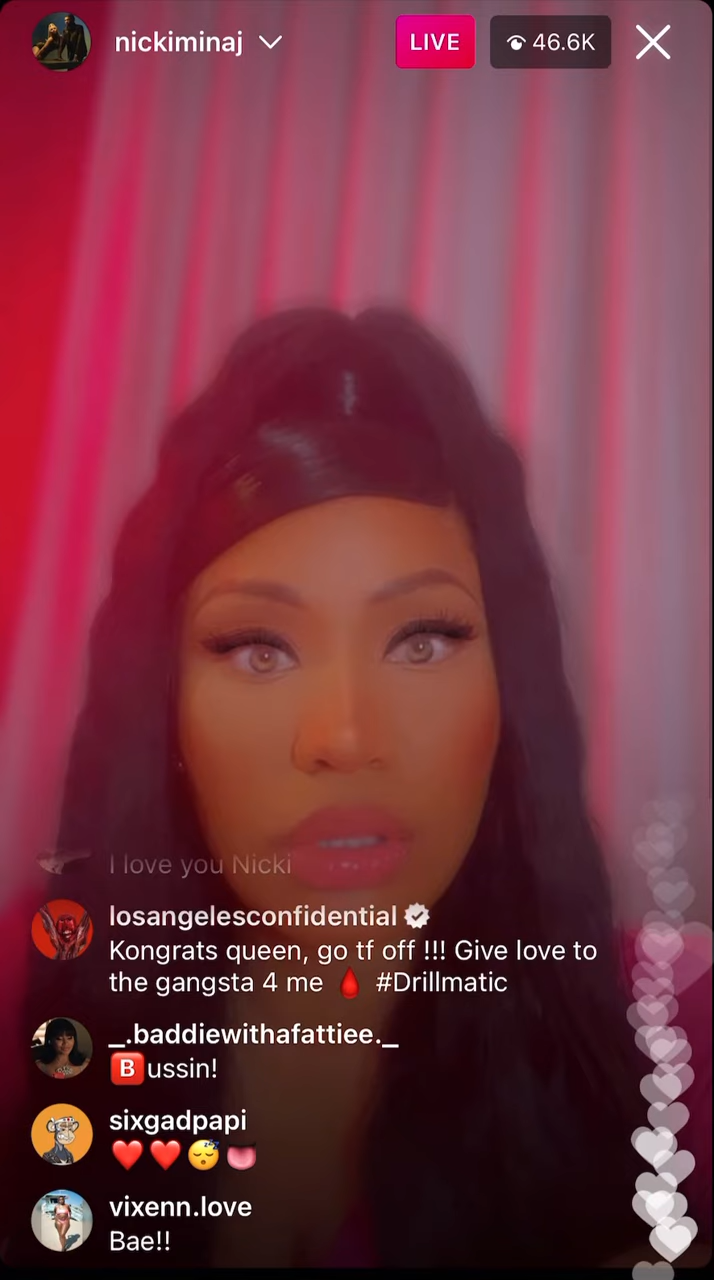 nickiminaj
LIVE
46.6K
I love you Nicki
losangelesconfidential
Kongrats queen, go tf off !!! Give love to
the gangsta 4 me 🩸 #Drillmatic
_.baddiewithafattiee._
🅱️ussin!
sixgadpapi
❤️❤️😴👅
vixenn.love
Bae!!